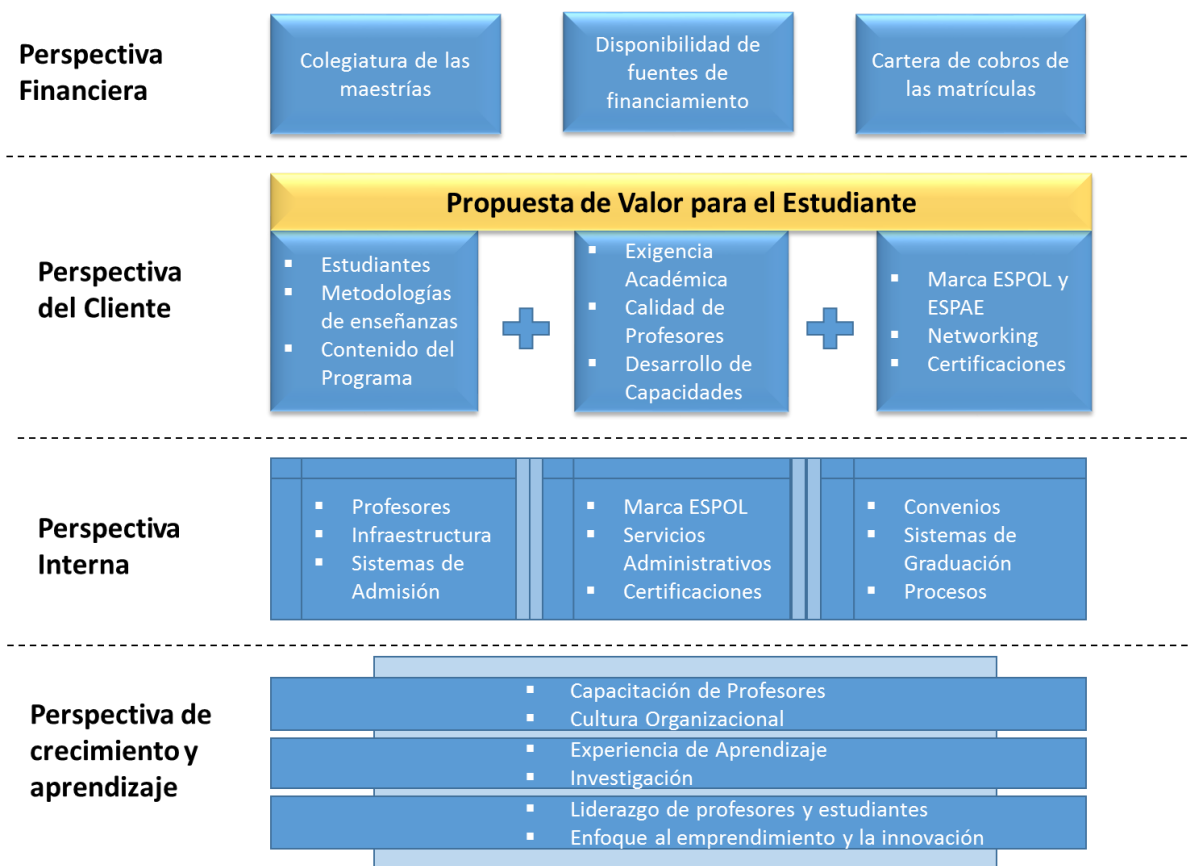 Perspectiva
Financiera
Colegiatura de las
maestrías
Disponibilidad de
fuentes de
financiamiento
Cartera de cobros de
las matrículas
Propuesta de Valor para el Estudiante
Perspectiva
del Cliente
▪ Estudiantes
▪ Metodologías
de enseñanzas
▪ Contenido del
Programa
▪ Exigencia
Académica
▪ Calidad de
Profesores
▪ Desarrollo de
Capacidades
▪ Marca ESPOL y
ESPAE
▪ Networking
▪ Certificaciones
Perspectiva
Interna
▪ Profesores
▪ Infraestructura
▪ Sistemas de
Admisión
▪ Marca ESPOL
▪ Servicios
Administrativos
▪ Certificaciones
▪ Convenios
▪ Sistemas de
Graduación
▪ Procesos
Perspectiva de
crecimiento y
aprendizaje
▪ Capacitación de Profesores
▪ Cultura Organizacional
▪ Experiencia de Aprendizaje
▪ Investigación
▪ Liderazgo de profesores y estudiantes
▪ Enfoque al emprendimiento y la innovación